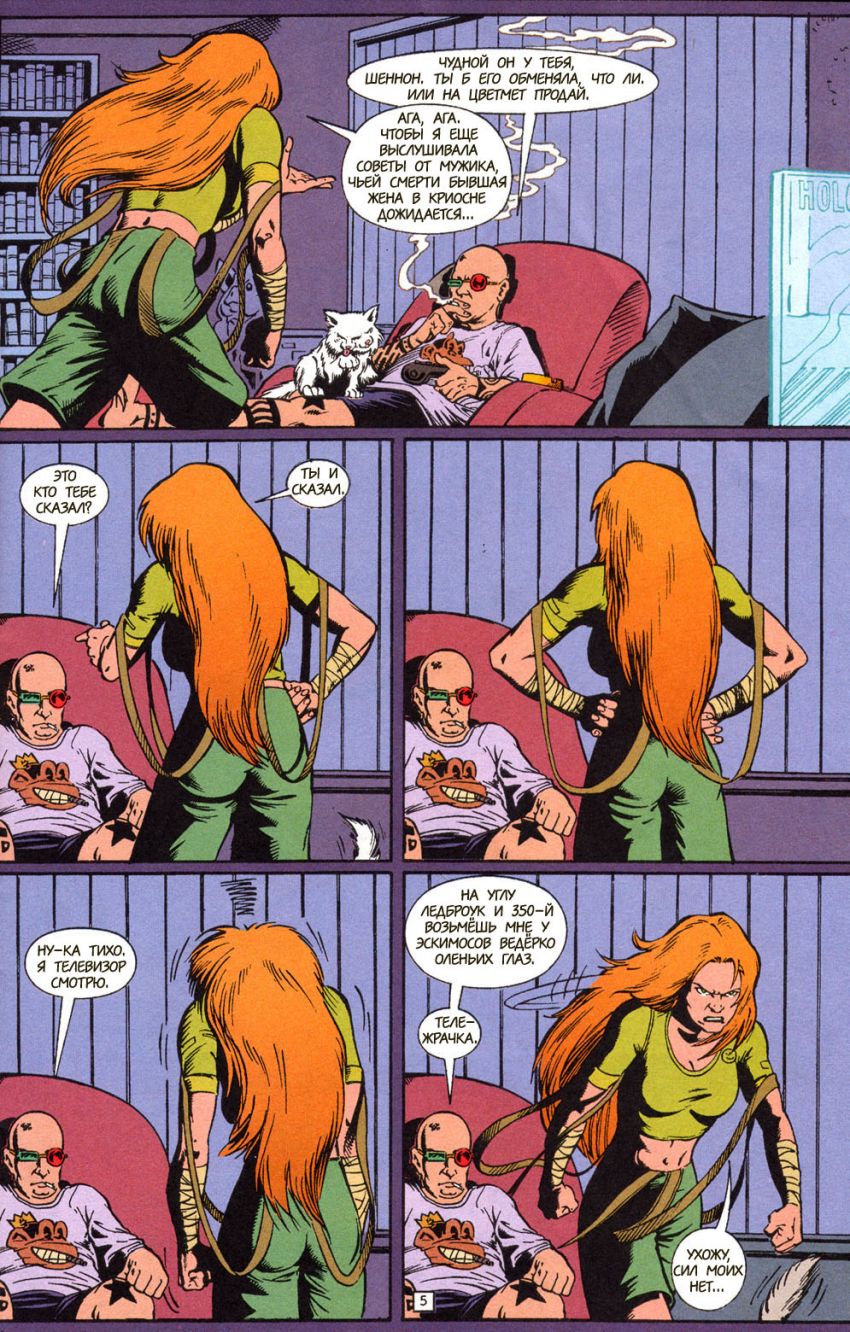 ЧУДНОЙ ОН У ТЕБЯ,
ШЕННОН. ТЫ Б ЕГО ОБМЕНЯЛА, ЧТО ЛИ.
ИЛИ НА ЦВЕТМЕТ ПРОДАЙ.
АГА, АГА.
ЧТОБЫ Я ЕЩЕ
ВЫСЛУШИВАЛА
СОВЕТЫ ОТ МУЖИКА,
ЧЬЕЙ СМЕРТИ БЫВШАЯ
ЖЕНА В КРИОСНЕ
ДОЖИДАЕТСЯ...
HOLO
ЭТО
КТО ТЕБЕ
СКАЗАЛ?
ТЫ И
СКАЗАЛ.
НУ-КА ТИХО.
Я ТЕЛЕВИЗОР
СМОТРЮ.
НА УГЛУ
ЛЕДБРОУК И 350-Й
ВОЗЬМЁШЬ МНЕ У
ЭСКИМОСОВ ВЕДЁРКО
ОЛЕНЬИХ ГЛАЗ.
ТЕЛЕ-
ЖРАЧКА.
УХОЖУ,
СИЛ МОИХ
НЕТ...
5